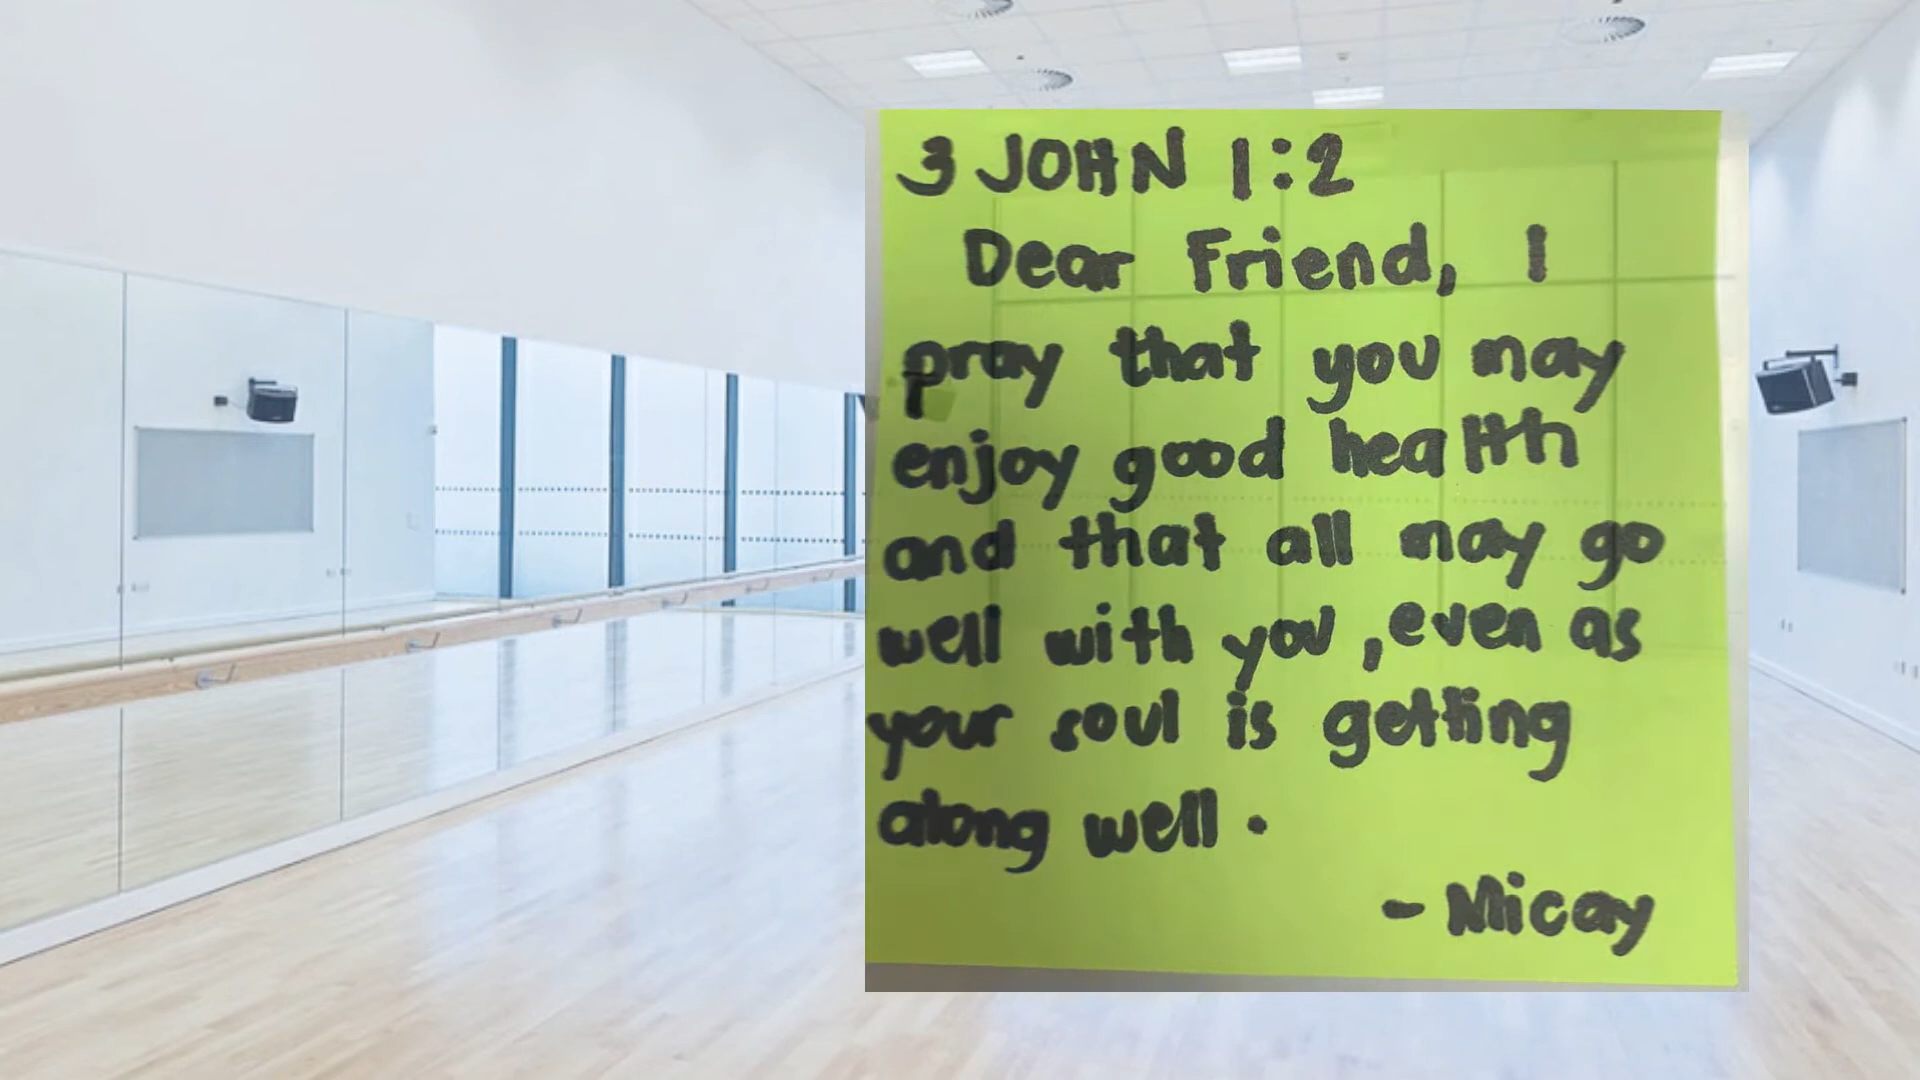 3 JOHN 1:2
Dear Friend, I
pray that you may
enjoy good health
and that all may go
well with you, even as
your soul is getting
along well.
- Micay